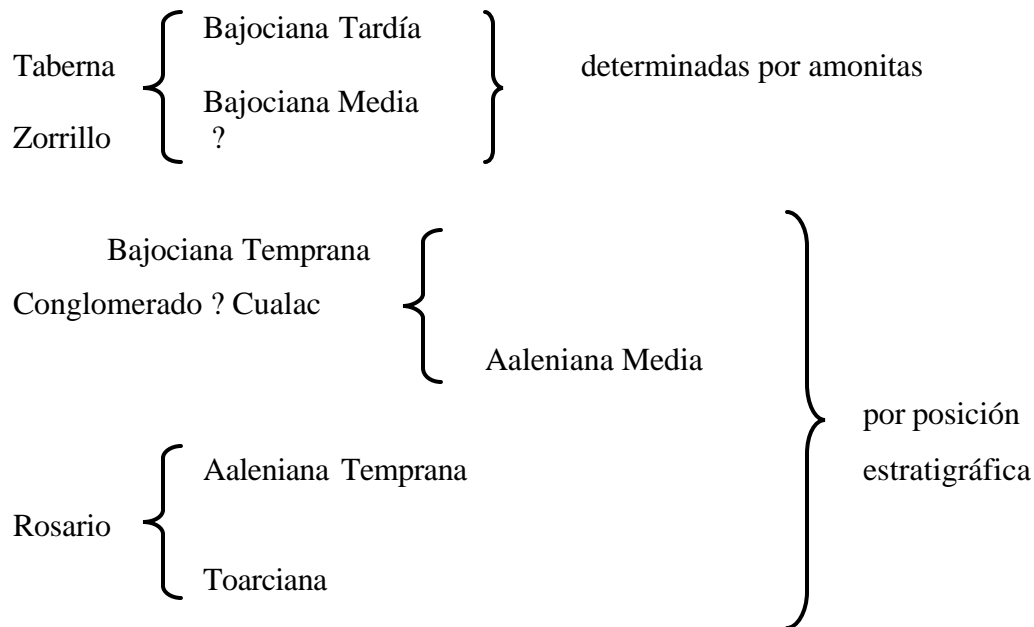 Bajociana Tardía
Taberna
determinadas por amonitas
Bajociana Media
Zorrillo
?
Bajociana Temprana
Conglomerado ? Cualac
Aaleniana Media
por posición
estratigráfica
Aaleniana Temprana
Rosario
Toarciana